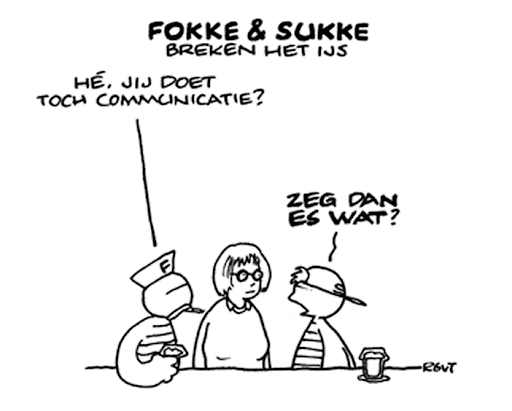 FOKKE & SUKKE
BREKEN HET IJS
HÉ, JIJ DOET
TOCH COMMUNICATIE?
ZEG DAN
ES WAT?
F
RGVT